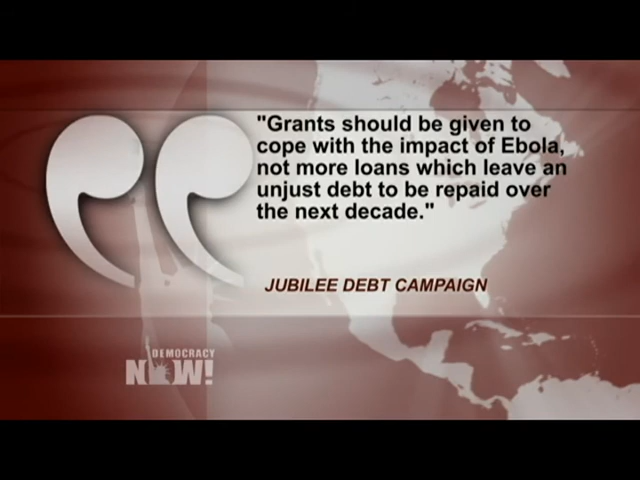 "Grants should be given to
cope with the impact of Ebola,
not more loans which leave an
unjust debt to be repaid over
the next decade."
JUBILEE DEBT CAMPAIGN
DEMOCRACY
NOW!